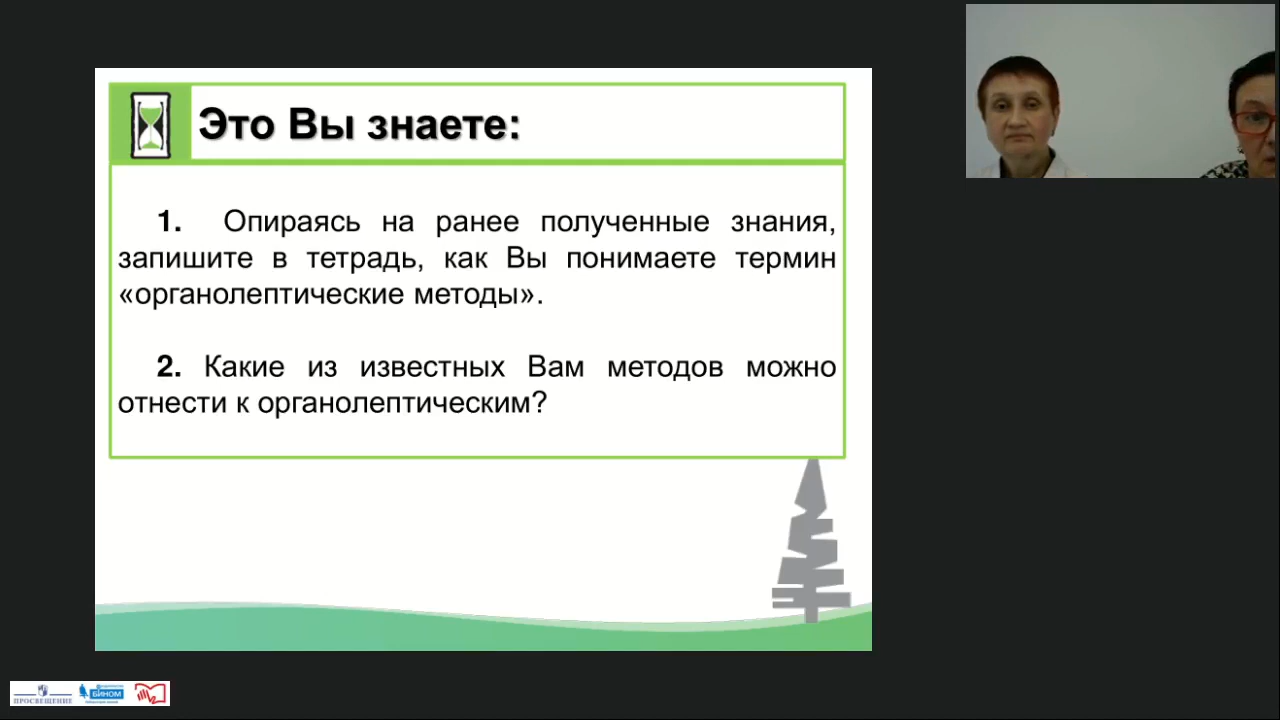 Это Вы знаете:
1. Опираясь на ранее полученные знания,
запишите в тетрадь, как Вы понимаете термин
«органолептические методы».
2. Какие из известных Вам методов можно
отнести к органолептическим?
ПРОСВЕЩЕНИЕ
БИНОМ